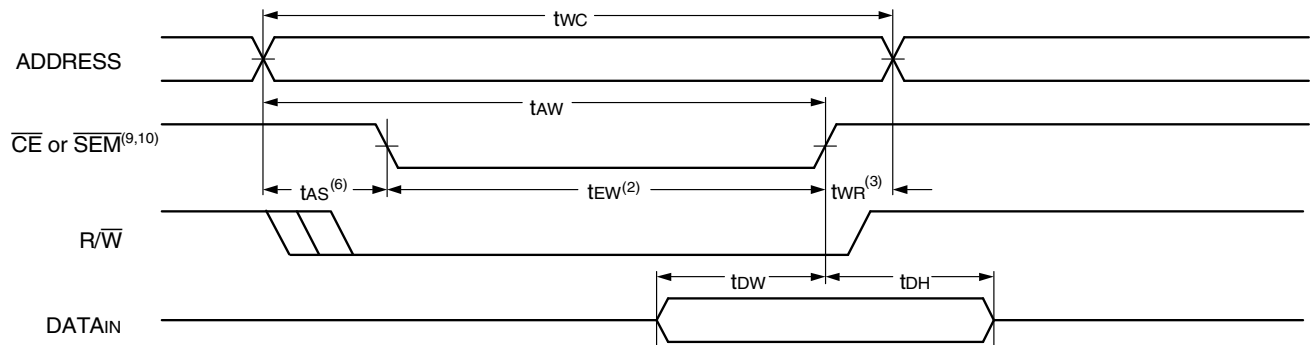 tWC
ADDRESS
tAW
CE or SEM(9,10)
tAS(6) tEW(2) tWR(3)
R/W
tDW tDH
DATAIN